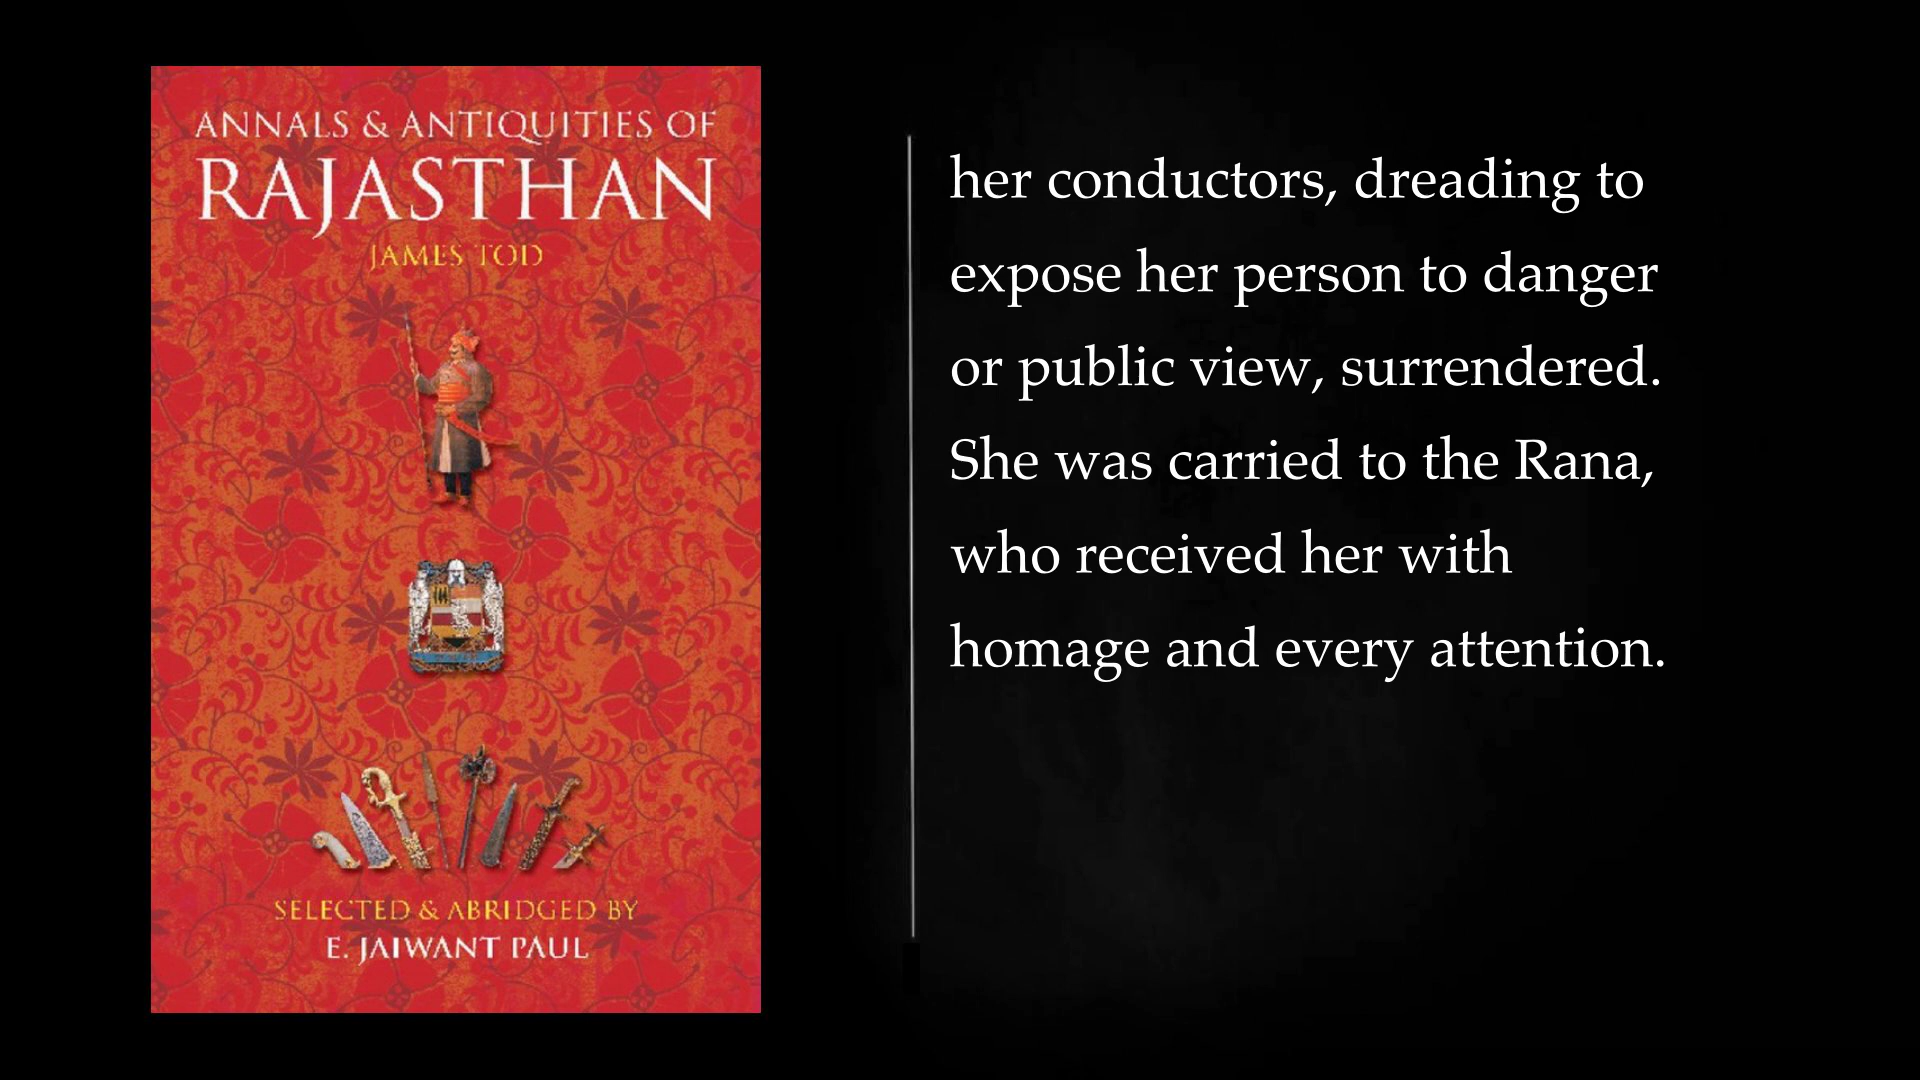 ANNALS & ANTIQUITIES OF
RAJASTHAN
JAMES TOD
SELECTED & ABRIDGED BY
E. JAIWANT PAUL
her conductors, dreading to
expose her person to danger
or public view, surrendered.
She was carried to the Rana,
who received her with
homage and every attention.